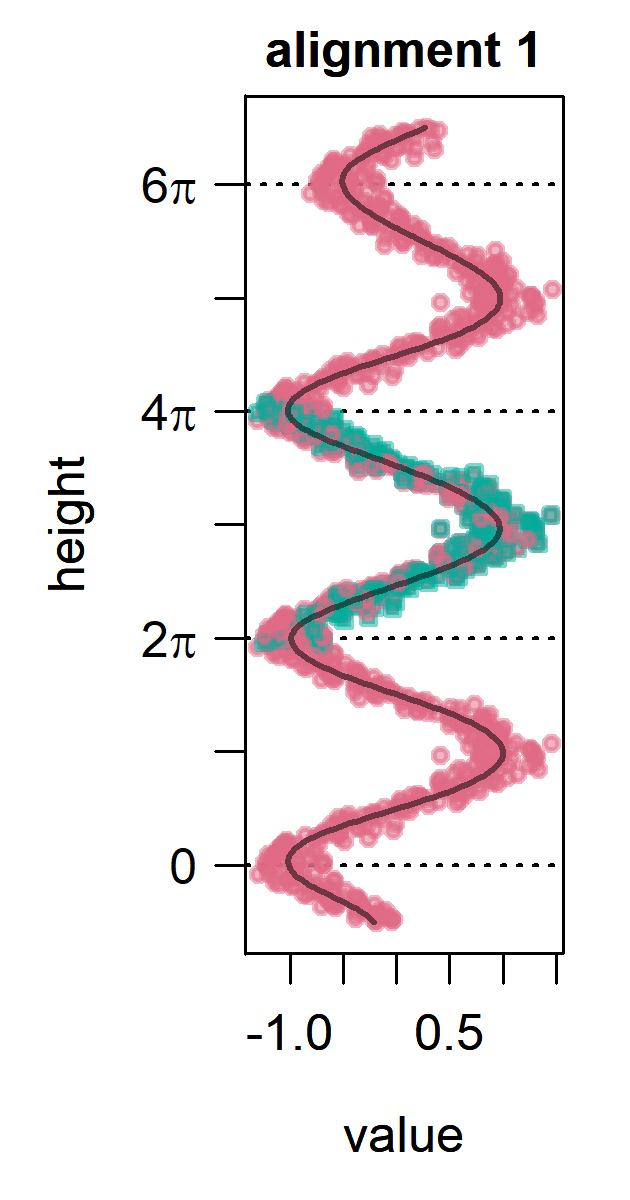 alignment 1
6π
4π
2π
0
height
-1.0 0.5
value